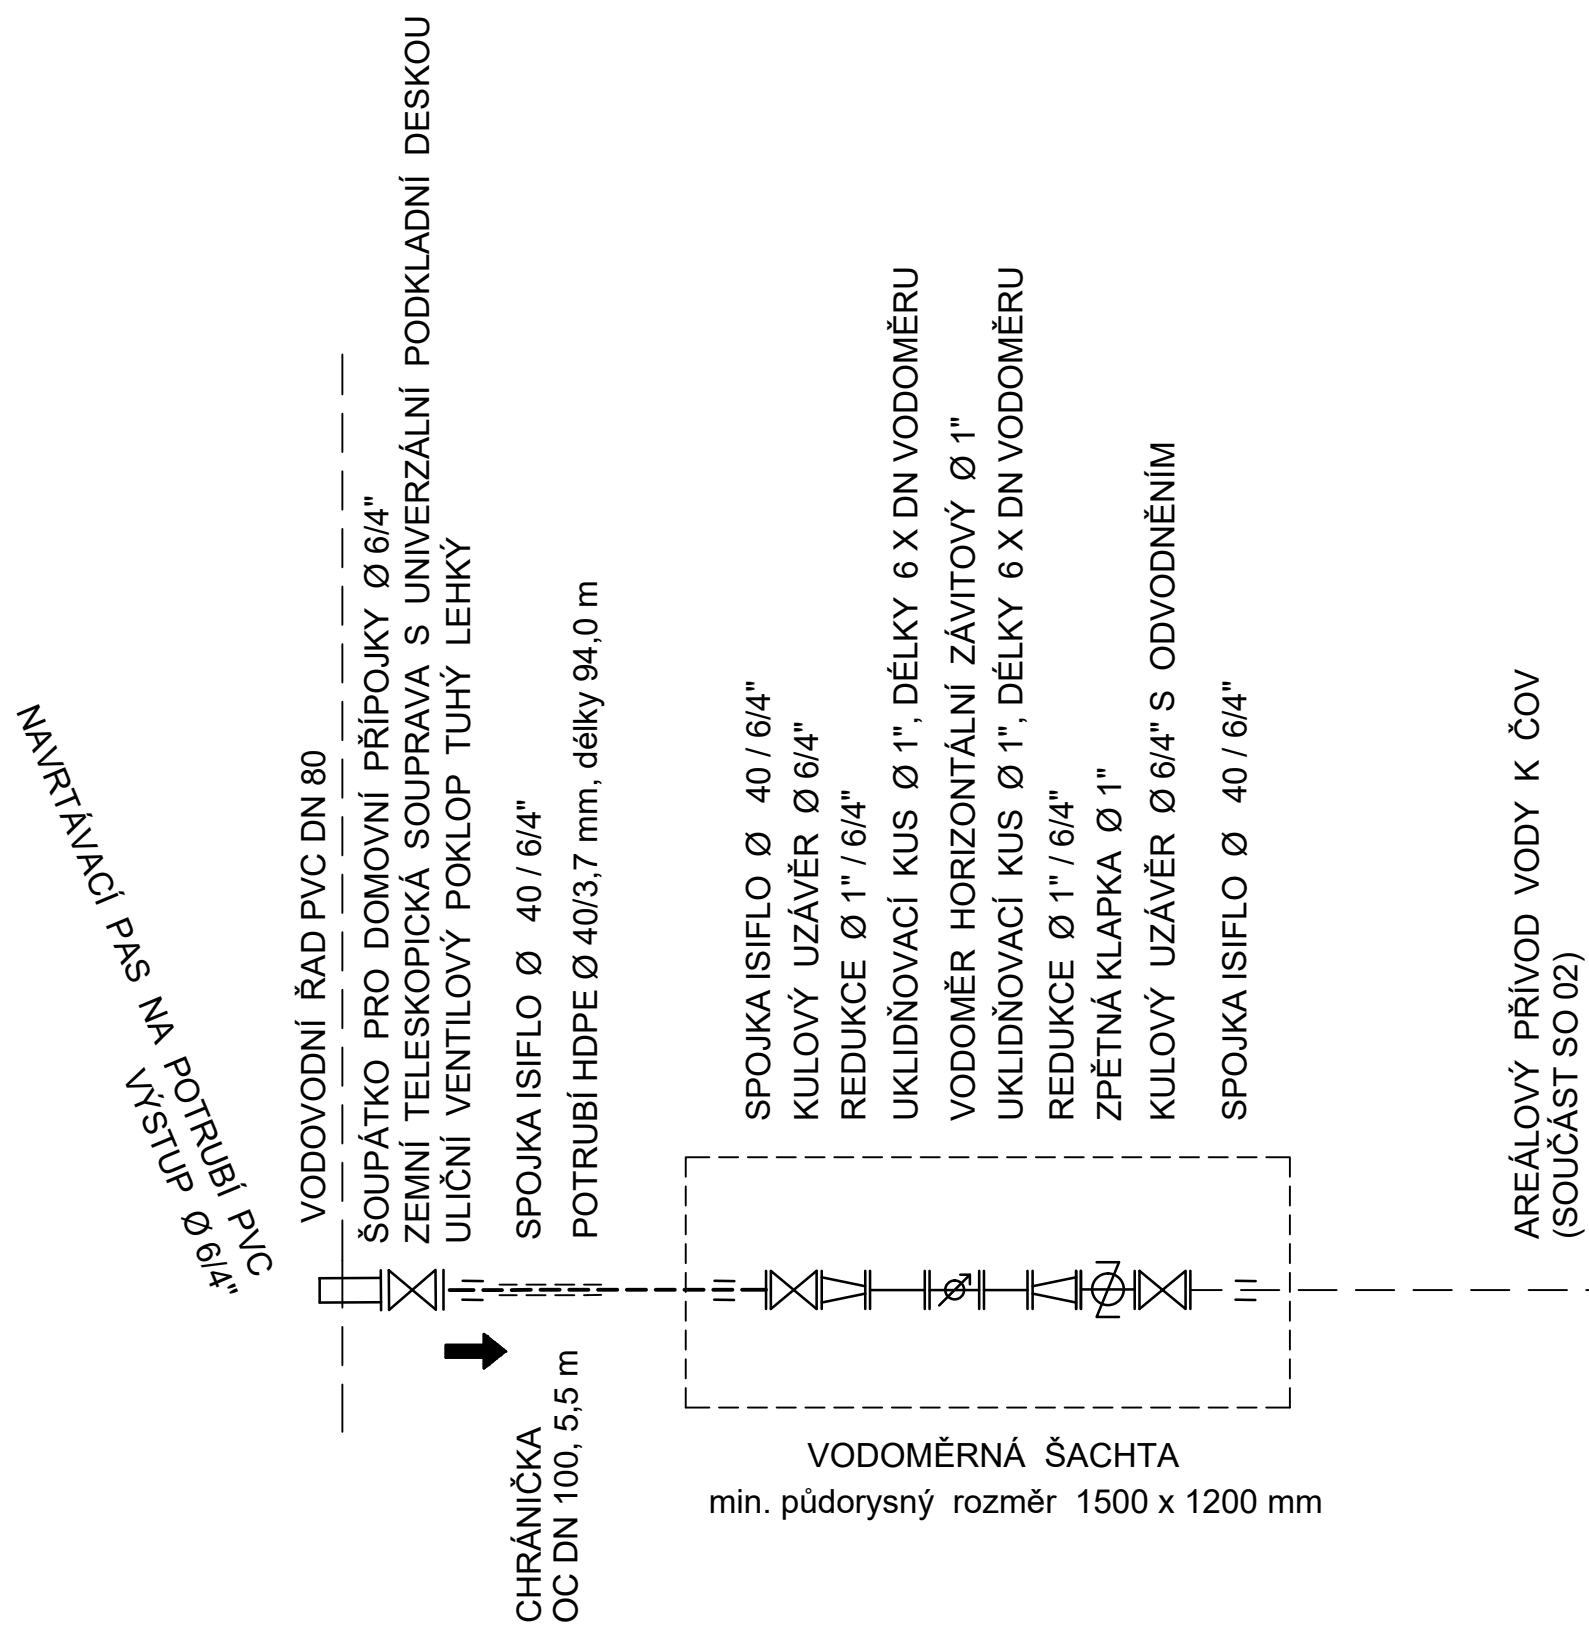 NAVRTÁVACÍ PAS NA POTRUBÍ PVC
VÝSTUP Ø 6/4"
VODOVODNÍ ŘAD PVC DN 80
ŠOUPÁTKO PRO DOMOVNÍ PŘÍPOJKY Ø 6/4"
ZEMNÍ TELESKOPICKÁ SOUPRAVA S UNIVERZÁLNÍ PODKLADNÍ DESKOU
ULIČNÍ VENTILOVÝ POKLOP TUHÝ LEHKÝ
SPOJKA ISIFLO Ø 40 / 6/4"
POTRUBÍ HDPE Ø 40/3,7 mm, délky 94,0 m
SPOJKA ISIFLO Ø 40 / 6/4"
KULOVÝ UZÁVĚR Ø 6/4"
REDUKCE Ø 1" / 6/4"
UKLIDŇOVACÍ KUS Ø 1", DÉLKY 6 X DN VODOMĚRU
VODOMĚR HORIZONTÁLNÍ ZÁVITOVÝ Ø 1"
UKLIDŇOVACÍ KUS Ø 1", DÉLKY 6 X DN VODOMĚRU
REDUKCE Ø 1" / 6/4"
ZPĚTNÁ KLAPKA Ø 1"
KULOVÝ UZÁVĚR Ø 6/4" S ODVODNĚNÍM
SPOJKA ISIFLO Ø 40 / 6/4"
AREÁLOVÝ PŘÍVOD VODY K ČOV
(SOUČÁST SO 02)
CHRÁNIČKA
OC DN 100, 5,5 m
VODOMĚRNÁ ŠACHTA
min. půdorysný rozměr 1500 x 1200 mm